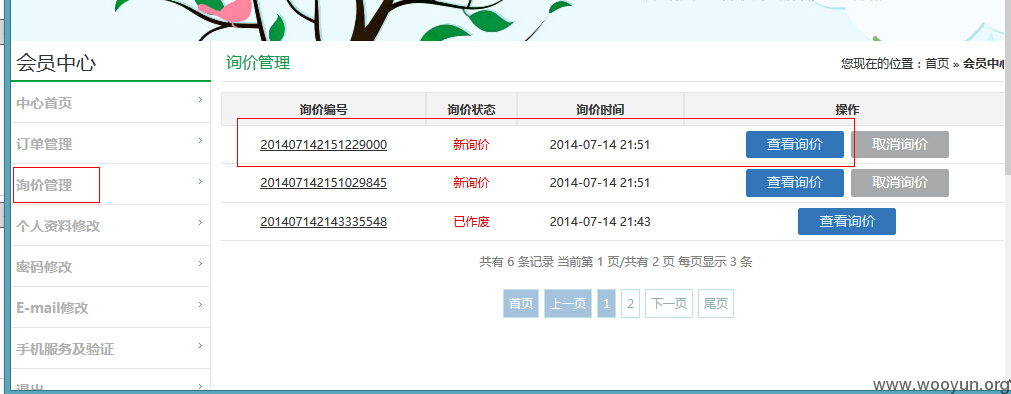 会员中心
询价管理
您现在的位置：首页 » 会员中心
中心首页
订单管理
询价管理
个人资料修改
密码修改
E-mail修改
手机服务及验证
退出
询价编号 询价状态 询价时间 操作
201407142151229000 新询价 2014-07-14 21:51 查看询价 取消询价
201407142151029845 新询价 2014-07-14 21:51 查看询价 取消询价
201407142143335548 已作废 2014-07-14 21:43 查看询价
共有 6 条记录 当前第 1 页/共有 2 页 每页显示 3 条
首页 上一页 1 2 下一页 尾页
www.wooyun.org